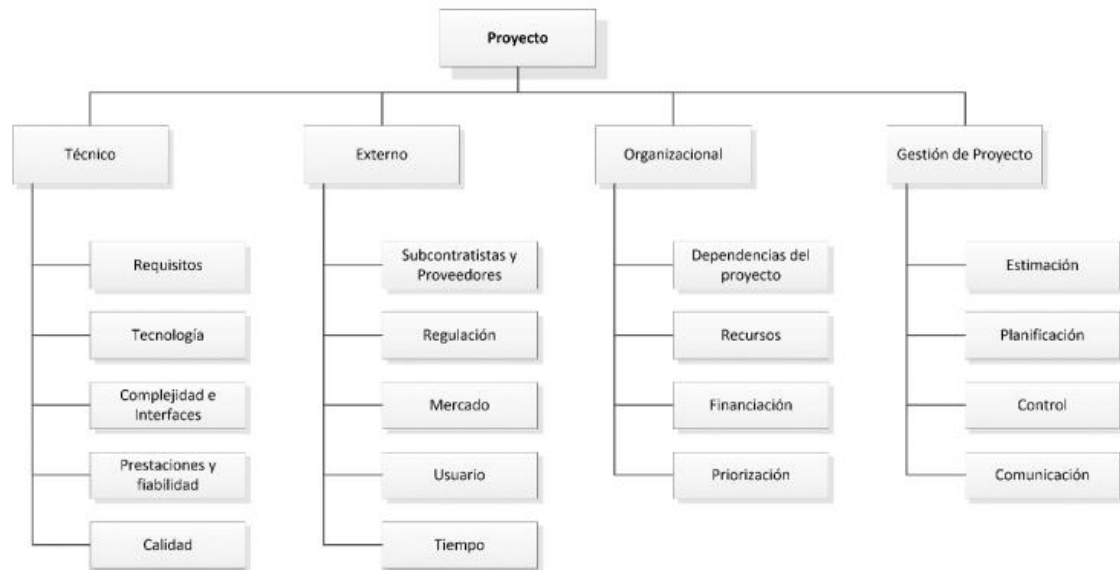 Proyecto
Técnico
Externo
Organizacional
Gestión de Proyecto
Requisitos
Tecnología
Complejidad e
Interfaces
Prestaciones y
fiabilidad
Calidad
Subcontratistas y
Proveedores
Regulación
Mercado
Usuario
Tiempo
Dependencias del
proyecto
Recursos
Financiación
Priorización
Estimación
Planificación
Control
Comunicación